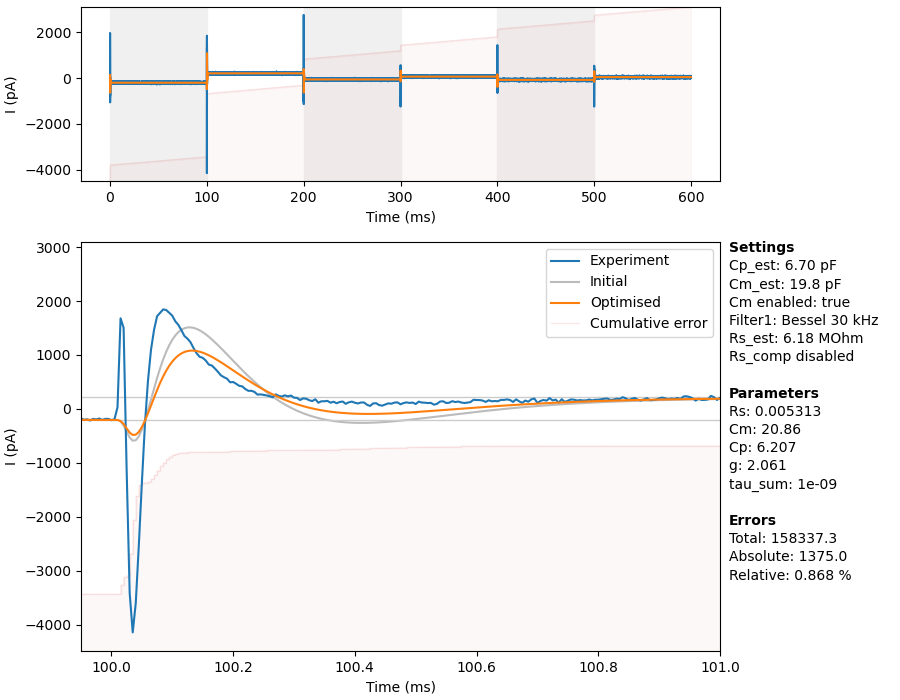 2000
0
−2000
−4000
I (pA)
0
100
200
300
400
500
600
Time (ms)
3000
2000
1000
0
−1000
−2000
−3000
−4000
I (pA)
100.0
100.2
100.4
100.6
100.8
101.0
Time (ms)
Experiment
Initial
Optimised
Cumulative error
Settings
Cp_est: 6.70 pF
Cm_est: 19.8 pF
Cm enabled: true
Filter1: Bessel 30 kHz
Rs_est: 6.18 MOhm
Rs_comp disabled
Parameters
Rs: 0.005313
Cm: 20.86
Cp: 6.207
g: 2.061
tau_sum: 1e-09
Errors
Total: 158337.3
Absolute: 1375.0
Relative: 0.868 %